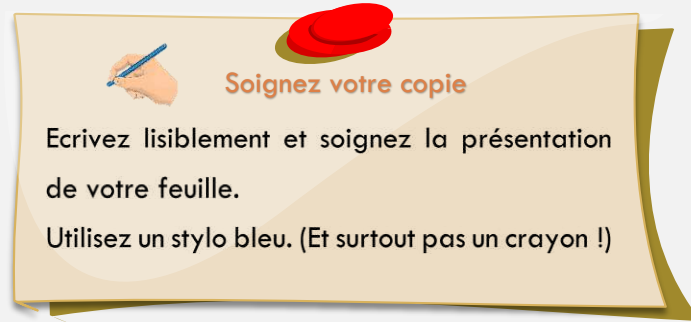 Soignez votre copie
Ecrivez lisiblement et soignez la présentation
de votre feuille.
Utilisez un stylo bleu. (Et surtout pas un crayon !)